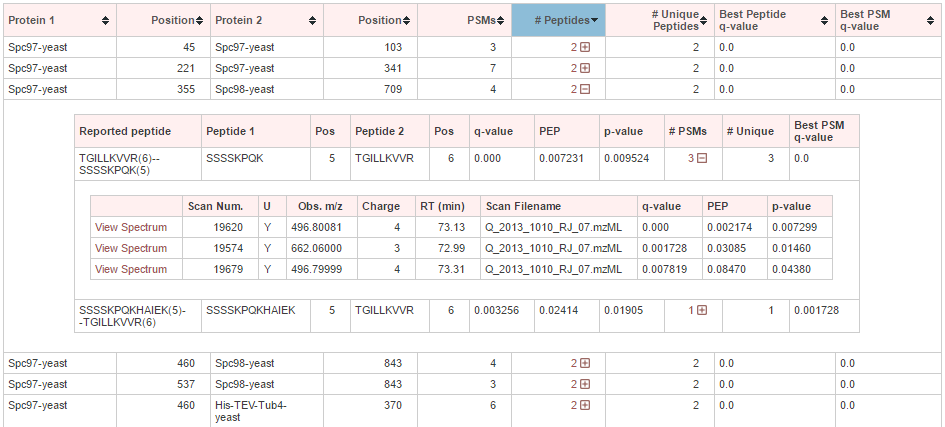 Protein 1 Position Protein 2 Position PSMs # Peptides # Unique Peptides Best Peptide q-value Best PSM q-value
Spc97-yeast 45 Spc97-yeast 103 3 2 2 0.0 0.0
Spc97-yeast 221 Spc97-yeast 341 7 2 2 0.0 0.0
Spc97-yeast 355 Spc98-yeast 709 4 2 2 0.0 0.0
Reported peptide Peptide 1 Pos Peptide 2 Pos q-value PEP p-value # PSMs # Unique Best PSM q-value
TGILLKVVR(6)-- SSSSKPQK 5 TGILLKVVR 6 0.000 0.007231 0.009524 3 3 0.0
SSSSKPQK(5)
Scan Num. U Obs. m/z Charge RT (min) Scan Filename q-value PEP p-value
View Spectrum 19620 Y 496.80081 4 73.13 Q_2013_1010_RJ_07.mzML 0.000 0.002174 0.007299
View Spectrum 19574 Y 662.06000 3 72.99 Q_2013_1010_RJ_07.mzML 0.001728 0.03085 0.01460
View Spectrum 19679 Y 496.79999 4 73.31 Q_2013_1010_RJ_07.mzML 0.007819 0.08470 0.04380
SSSSKPQKHAIEK(5)- SSSSKPQKHAIEK 5 TGILLKVVR 6 0.003256 0.02414 0.01905 1 1 0.001728
-TGILLKVVR(6)
Spc97-yeast 460 Spc98-yeast 843 4 2 2 0.0 0.0
Spc97-yeast 537 Spc98-yeast 843 3 2 2 0.0 0.0
Spc97-yeast 460 His-TEV-Tub4- 370 6 2 2 0.0 0.0
yeast